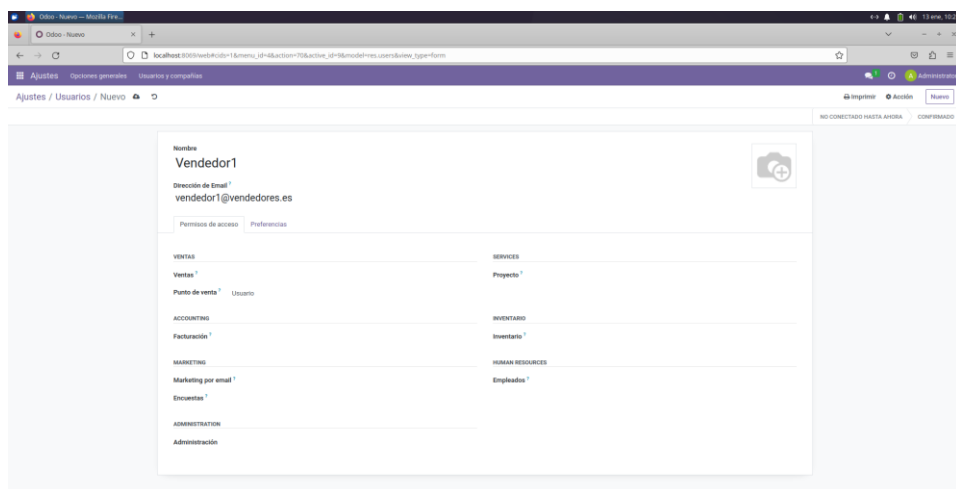 Odoo - Nuevo — Mozilla Fire...
13 ene, 10:2
Odoo - Nuevo
localhost:8069/web#cids=1&menu_id=4&action=70&active_id=9&model=res.users&view_type=form
Ajustes Opciones generales Usuarios y compañías
1 A Administrator
Ajustes / Usuarios / Nuevo
Imprimir Acción Nuevo
NO CONECTADO HASTA AHORA CONFIRMADO
Nombre
Vendedor1
Dirección de Email ?
vendedor1@vendedores.es
Permisos de acceso Preferencias
VENTAS SERVICES
Ventas ? Proyecto ?
Punto de venta ? Usuario
ACCOUNTING INVENTARIO
Facturación ? Inventario ?
MARKETING HUMAN RESOURCES
Marketing por email ? Empleados ?
Encuestas ?
ADMINISTRATION
Administración